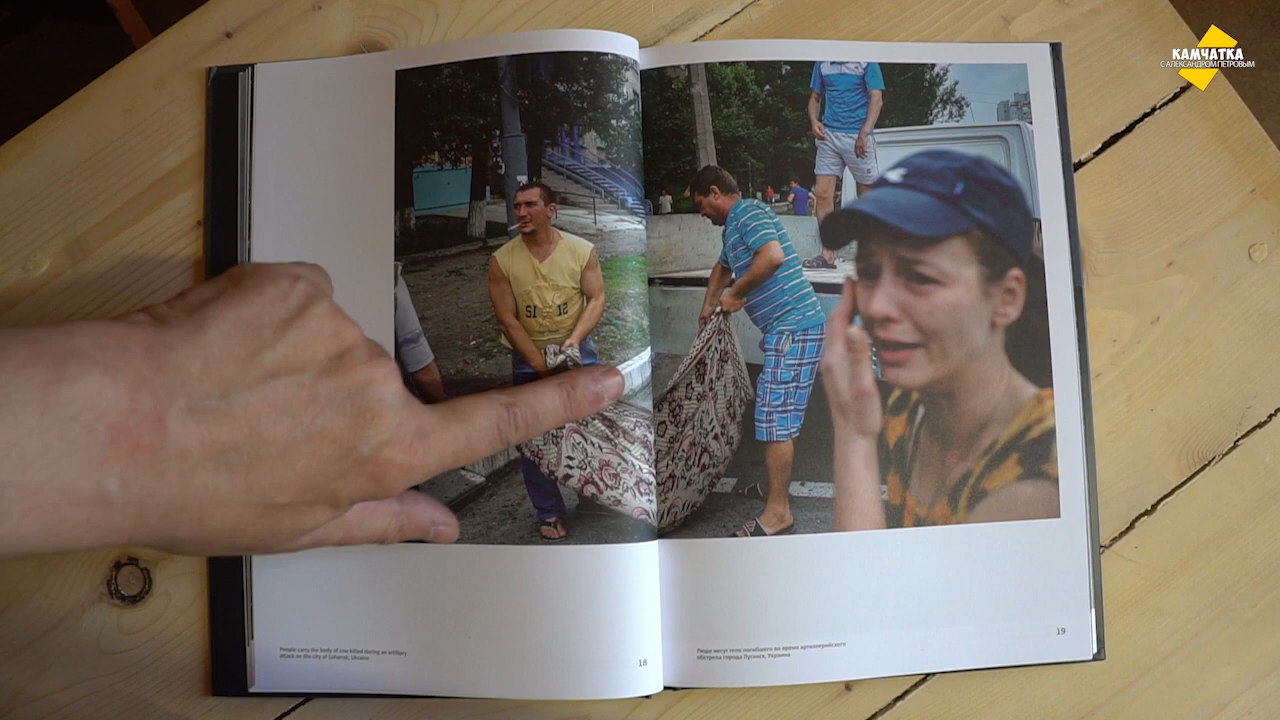 КАМЧАТКА
С АЛЕКСАНДРОМ ПЕТРОВЫМ
SI 12
People carry the body of one killed during an artillery
attack on the city of Luhansk, Ukraine
18
Люди несут тело погибшего во время артиллерийского
обстрела города Луганск, Украина
19